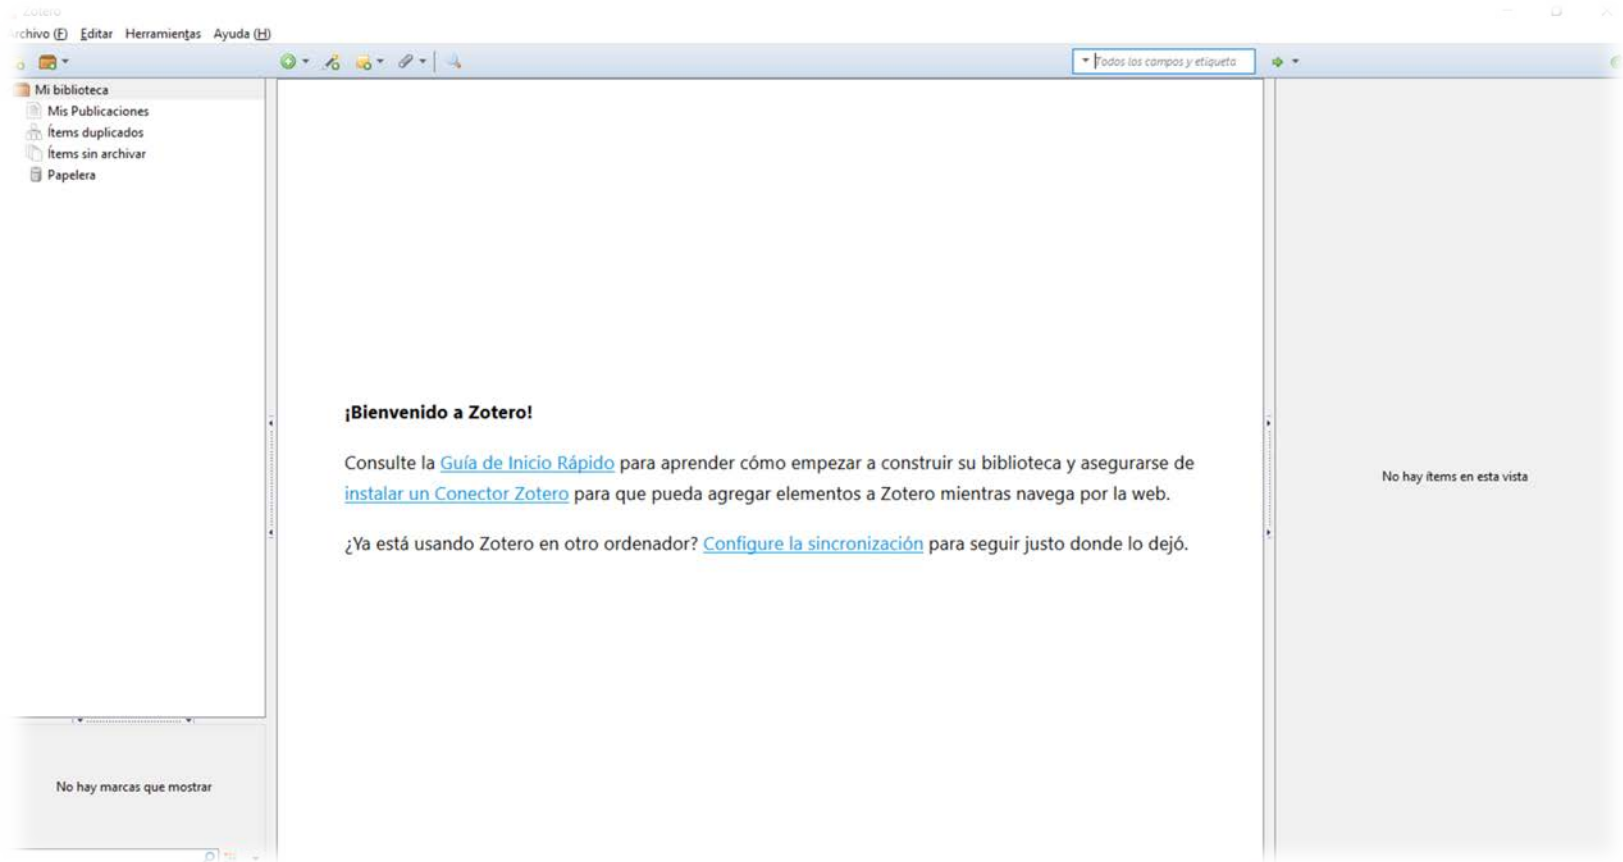 Zotero
rchivo (F) Editar Herramientas Ayuda (H)
Todos los campos y etiqueta
Mi biblioteca
Mis Publicaciones
Ítems duplicados
Ítems sin archivar
Papelera
¡Bienvenido a Zotero!
Consulte la Guía de Inicio Rápido para aprender cómo empezar a construir su biblioteca y asegurarse de
instalar un Conector Zotero para que pueda agregar elementos a Zotero mientras navega por la web.
¿Ya está usando Zotero en otro ordenador? Configure la sincronización para seguir justo donde lo dejó.
No hay ítems en esta vista
No hay marcas que mostrar